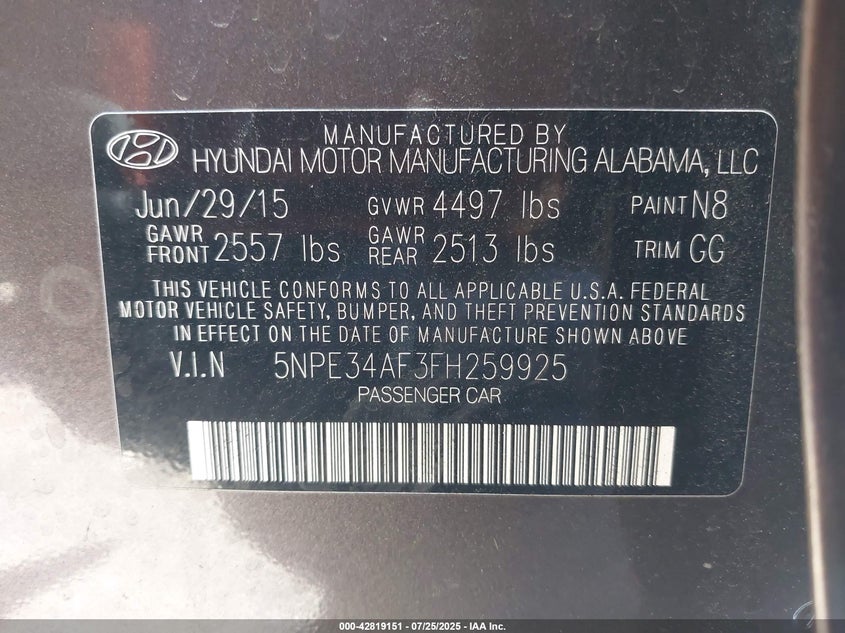 MANUFACTURED BY
HYUNDAI MOTOR MANUFACTURING ALABAMA, LLC
Jun/29/15 GVWR 4497 lbs PAINT N8
GAWR FRONT 2557 lbs GAWR REAR 2513 lbs TRIM GG
THIS VEHICLE CONFORMS TO ALL APPLICABLE U.S.A. FEDERAL
MOTOR VEHICLE SAFETY, BUMPER, AND THEFT PREVENTION STANDARDS
IN EFFECT ON THE DATE OF MANUFACTURE SHOWN ABOVE
V.I.N 5NPE34AF3FH259925
PASSENGER CAR
000-42819151 - 07/25/2025 - IAA Inc.